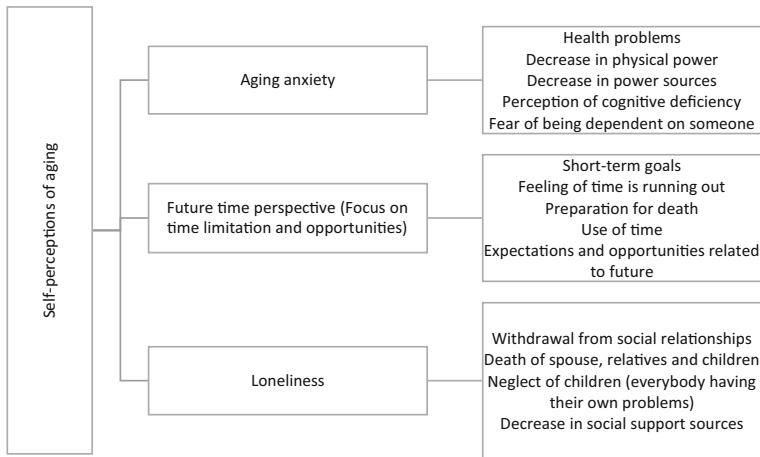 Self-perceptions of aging
Aging anxiety
Health problems
Decrease in physical power
Decrease in power sources
Perception of cognitive deficiency
Fear of being dependent on someone
Future time perspective (Focus on
time limitation and opportunities)
Short-term goals
Feeling of time is running out
Preparation for death
Use of time
Expectations and opportunities related
to future
Loneliness
Withdrawal from social relationships
Death of spouse, relatives and children
Neglect of children (everybody having
their own problems)
Decrease in social support sources